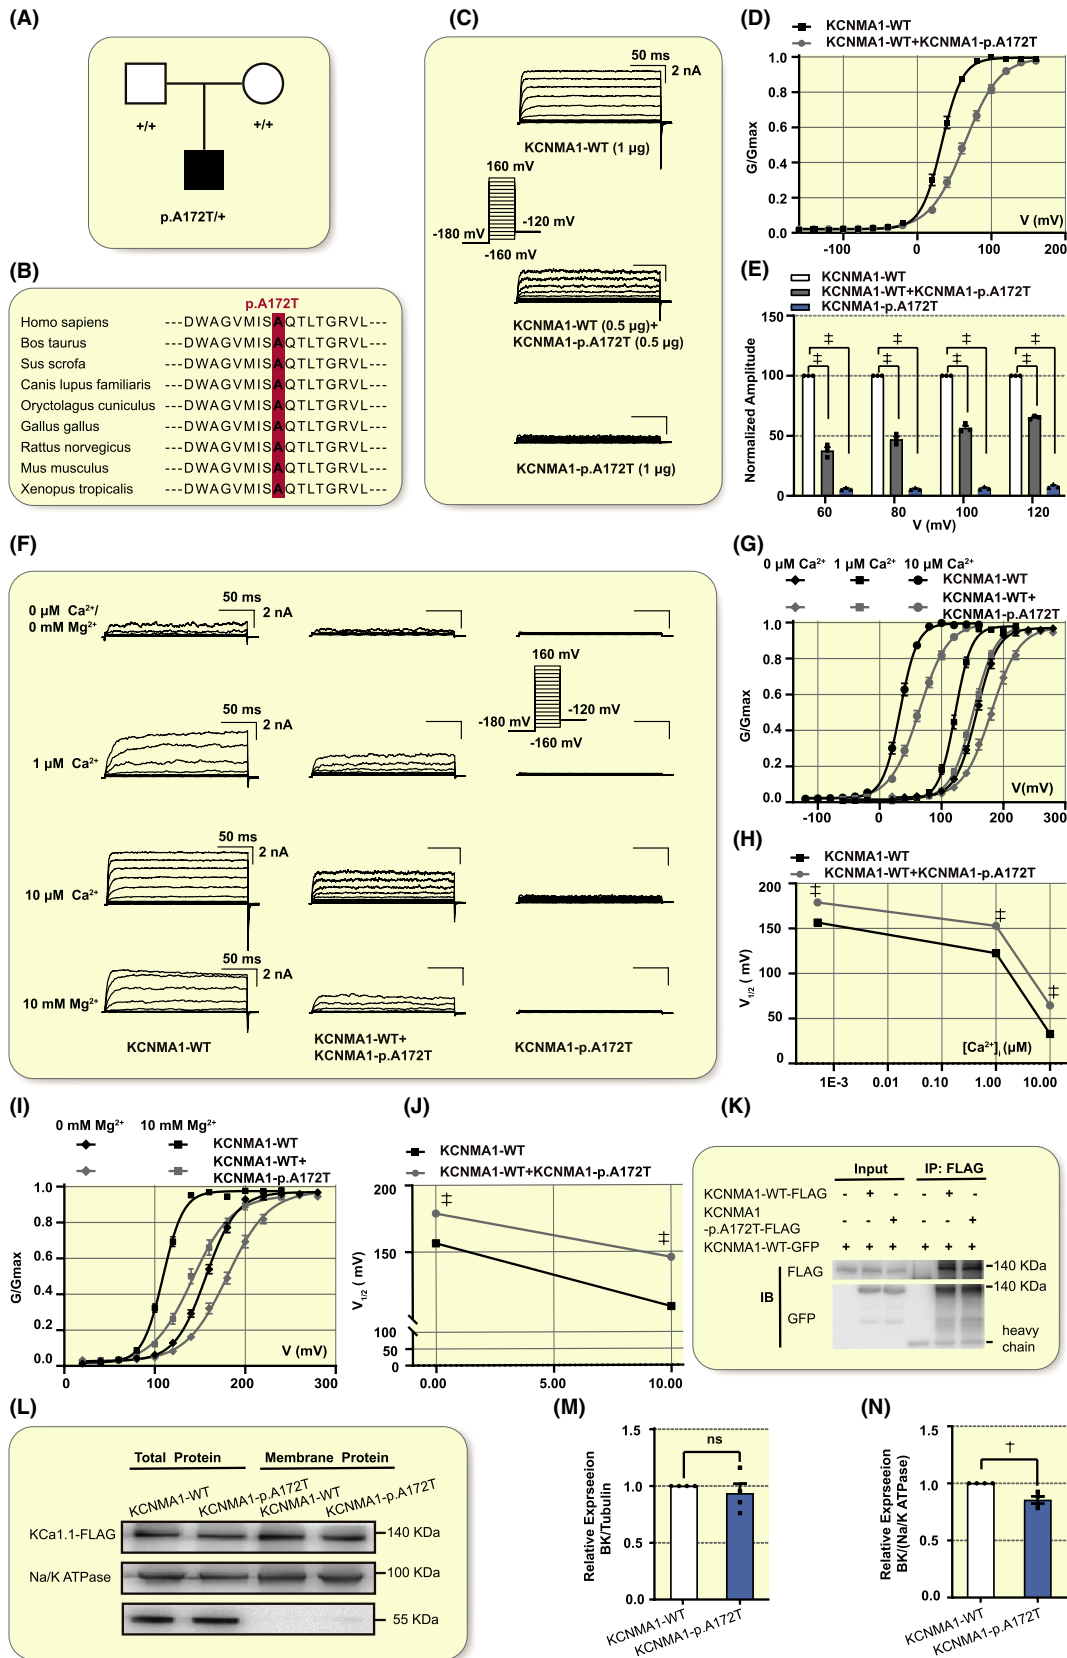 (A)
+/+
+/+
p.A172T/+
(B)
p.A172T
Homo sapiens ---DWAGVMISAQTLTGRVL---
Bos taurus ---DWAGVMISAQTLTGRVL---
Sus scrofa ---DWAGVMISAQTLTGRVL---
Canis lupus familiaris ---DWAGVMISAQTLTGRVL---
Oryctolagus cuniculus ---DWAGVMISAQTLTGRVL---
Gallus gallus ---DWAGVMISAQTLTGRVL---
Rattus norvegicus ---DWAGVMISAQTLTGRVL---
Mus musculus ---DWAGVMISAQTLTGRVL---
Xenopus tropicalis ---DWAGVMISAQTLTGRVL---
(C)
50 ms
2 nA
KCNMA1-WT (1 µg)
160 mV
-120 mV
-180 mV
-160 mV
KCNMA1-WT (0.5 µg)+
KCNMA1-p.A172T (0.5 µg)
KCNMA1-p.A172T (1 µg)
(D)
KCNMA1-WT
KCNMA1-WT+KCNMA1-p.A172T
G/Gmax
1.0
0.8
0.6
0.4
0.2
0.0
V (mV)
-100 0 100 200
(E)
KCNMA1-WT
KCNMA1-WT+KCNMA1-p.A172T
KCNMA1-p.A172T
Normalized Amplitude
150
100
50
0
‡ ‡ ‡ ‡
‡ ‡ ‡ ‡
60 80 100 120
V (mV)
(F)
0 µM Ca²⁺/
0 mM Mg²⁺
50 ms
2 nA
160 mV
-120 mV
-180 mV
-160 mV
1 µM Ca²⁺
50 ms
2 nA
10 µM Ca²⁺
50 ms
2 nA
10 mM Mg²⁺
50 ms
2 nA
KCNMA1-WT
KCNMA1-WT+
KCNMA1-p.A172T
KCNMA1-p.A172T
(G)
0 µM Ca²⁺ 1 µM Ca²⁺ 10 µM Ca²⁺
KCNMA1-WT
KCNMA1-WT+
KCNMA1-p.A172T
G/Gmax
1.0
0.8
0.6
0.4
0.2
0.0
V(mV)
-100 0 100 200 300
(H)
KCNMA1-WT
KCNMA1-WT+KCNMA1-p.A172T
V1/2 ( mV)
200
150
100
50
0
‡
‡
‡
[Ca²⁺]i (µM)
1E-3 0.01 0.10 1.00 10.00
(I)
0 mM Mg²⁺ 10 mM Mg²⁺
KCNMA1-WT
KCNMA1-WT+
KCNMA1-p.A172T
G/Gmax
1.0
0.8
0.6
0.4
0.2
0.0
V (mV)
0 100 200 300
(J)
KCNMA1-WT
KCNMA1-WT+KCNMA1-p.A172T
V1/2 ( mV)
200
150
100
50
0
‡
‡
0.00 5.00 10.00
(K)
Input IP: FLAG
KCNMA1-WT-FLAG - + - - + -
KCNMA1
-p.A172T-FLAG - - + - - +
KCNMA1-WT-GFP + + + + + +
IB
FLAG
140 KDa
140 KDa
GFP
heavy
chain
(L)
Total Protein Membrane Protein
KCNMA1-WT KCNMA1-p.A172T KCNMA1-WT KCNMA1-p.A172T
KCa1.1-FLAG 140 KDa
Na/K ATPase 100 KDa
55 KDa
(M)
Relative Exprseeion
BK/Tubulin
1.5
1.0
0.5
0.0
ns
KCNMA1-WT
KCNMA1-p.A172T
(N)
Relative Exprseeion
BK/(Na/K ATPase)
1.5
1.0
0.5
0.0
†
KCNMA1-WT
KCNMA1-p.A172T